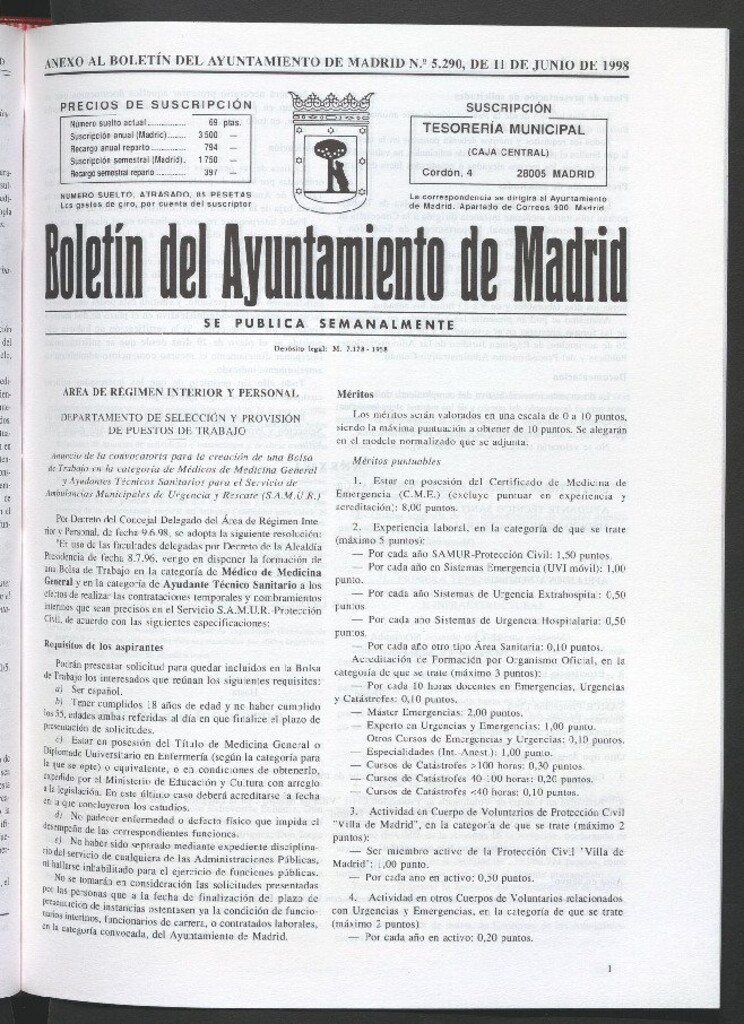 ANEXO AL BOLETÍN DEL AYUNTAMIENTO DE MADRID N.º 5.290, DE 11 DE JUNIO DE 1998
PRECIOS DE SUSCRIPCIÓN
Número suelto actual............... 69 ptas.
Suscripción anual (Madrid)....... 3 500 —
Recargo anual reparto............. 794 —
Suscripción semestral (Madrid). 1 750 —
Recargo semestral reparto....... 397 —
NUMERO SUELTO, ATRASADO, 85 PESETAS
Los gastos de giro, por cuenta del suscriptor
SUSCRIPCIÓN
TESORERÍA MUNICIPAL
(CAJA CENTRAL)
Cordón, 4 28005 MADRID
La correspondencia se dirigirá al Ayuntamiento
de Madrid. Apartado de Correos 900. Madrid
Boletín del Ayuntamiento de Madrid
SE PUBLICA SEMANALMENTE
Depósito legal: M. 7.178 - 1958
AREA DE RÉGIMEN INTERIOR Y PERSONAL
DEPARTAMENTO DE SELECCIÓN Y PROVISIÓN
DE PUESTOS DE TRABAJO
Anuncio de la convocatoria para la creación de una Bolsa
de Trabajo en la categoría de Médicos de Medicina General
y Ayudantes Técnicos Sanitarios para el Servicio de
Ambulancias Municipales de Urgencia y Rescate (S.A.M.U.R.)
Por Decreto del Concejal Delegado del Área de Régimen Inte
rior y Personal, de fecha 9.6.98, se adopta la siguiente resolución:
"En uso de las facultades delegadas por Decreto de la Alcaldía
Presidencia de fecha 8.7.96, vengo en disponer la formación de
una Bolsa de Trabajo en la categoría de Médico de Medicina
General y en la categoría de Ayudante Técnico Sanitario a los
efectos de realizar las contrataciones temporales y nombramientos
interinos que sean precisos en el Servicio S.A.M.U.R. Protección
Civil, de acuerdo con las siguientes especificaciones:
Requisitos de los aspirantes
Podrán presentar solicitud para quedar incluidos en la Bolsa
de Trabajo los interesados que reúnan los siguientes requisitos:
a) Ser español.
b) Tener cumplidos 18 años de edad y no haber cumplido
los 55, edades ambas referidas al día en que finalice el plazo de
presentación de solicitudes.
c) Estar en posesión del Título de Medicina General o
Diplomado Universitario en Enfermería (según la categoría para
la que se opte) o equivalente, o en condiciones de obtenerlo,
expedido por el Ministerio de Educación y Cultura con arreglo
a la legislación. En este último caso deberá acreditarse la fecha
en a que concluyeron los estudios.
d) No padecer enfermedad o defecto físico que impida el
desempeño de las correspondientes funciones.
e) No haber sido separado mediante expediente disciplina-
rio del servicio de cualquiera de las Administraciones Públicas,
ni hallarse inhabilitado para el ejercicio de funciones públicas.
No se tomarán en consideración las solicitudes presentadas
por las personas que a la fecha de finalización del plazo de
presentación de instancias ostentasen ya la condición de funcio-
narios interinos, funcionarios de carrera, o contratados laborales,
en la categoría convocada, del Ayuntamiento de Madrid.
Méritos
Los méritos serán valorados en una escala de 0 a 10 puntos,
siendo la máxima puntuación a obtener de 10 puntos. Se alegarán
en el modelo normalizado que se adjunta.
Méritos puntuables
1. Estar en posesión del Certificado de Medicina de
Emergencia (C.M.E.) (excluye puntuar en experiencia y
acreditación): 8,00 puntos.
2. Experiencia laboral, en la categoría de que se trate
(máximo 5 puntos):
— Por cada año SAMUR-Protección Civil: 1,50 puntos.
— Por cada año en Sistemas Emergencia (UVI móvil): 1,00
punto.
— Por cada año Sistemas de Urgencia Extrahospital: 0,50
puntos
— Por cada año Sistemas de Urgencia Hospitalaria: 0,50
puntos.
— Por cada año otro tipo Área Sanitaria: 0,10 puntos.
Acreditación de Formación por Organismo Oficial, en la
categoría de que se trate (máximo 3 puntos):
— Por cada 10 horas docentes en Emergencias, Urgencias
y Catástrofes: 0,10 puntos.
— Máster Emergencias: 2,00 puntos.
— Experto en Urgencias y Emergencias: 1,00 punto.
Otros Cursos de Emergencias y Urgencias: 0,10 puntos.
— Especialidades (Int.-Anest.): 1,00 punto.
— Cursos de Catástrofes >100 horas: 0,30 puntos.
— Cursos de Catástrofes 40-100 horas: 0,20 puntos.
— Cursos de Catástrofes <40 horas: 0,10 puntos.
3. Actividad en Cuerpo de Voluntarios de Protección Civil
"Villa de Madrid", en la categoría de que se trate (máximo 2
puntos):
— Ser miembro activo de la Protección Civil "Villa de
Madrid": 1,00 punto.
— Por cada año en activo: 0,50 puntos.
4. Actividad en otros Cuerpos de Voluntarios relacionados
con Urgencias y Emergencias, en la categoría de que se trate
(máximo 2 puntos)
— Por cada año en activo: 0,20 puntos.
1